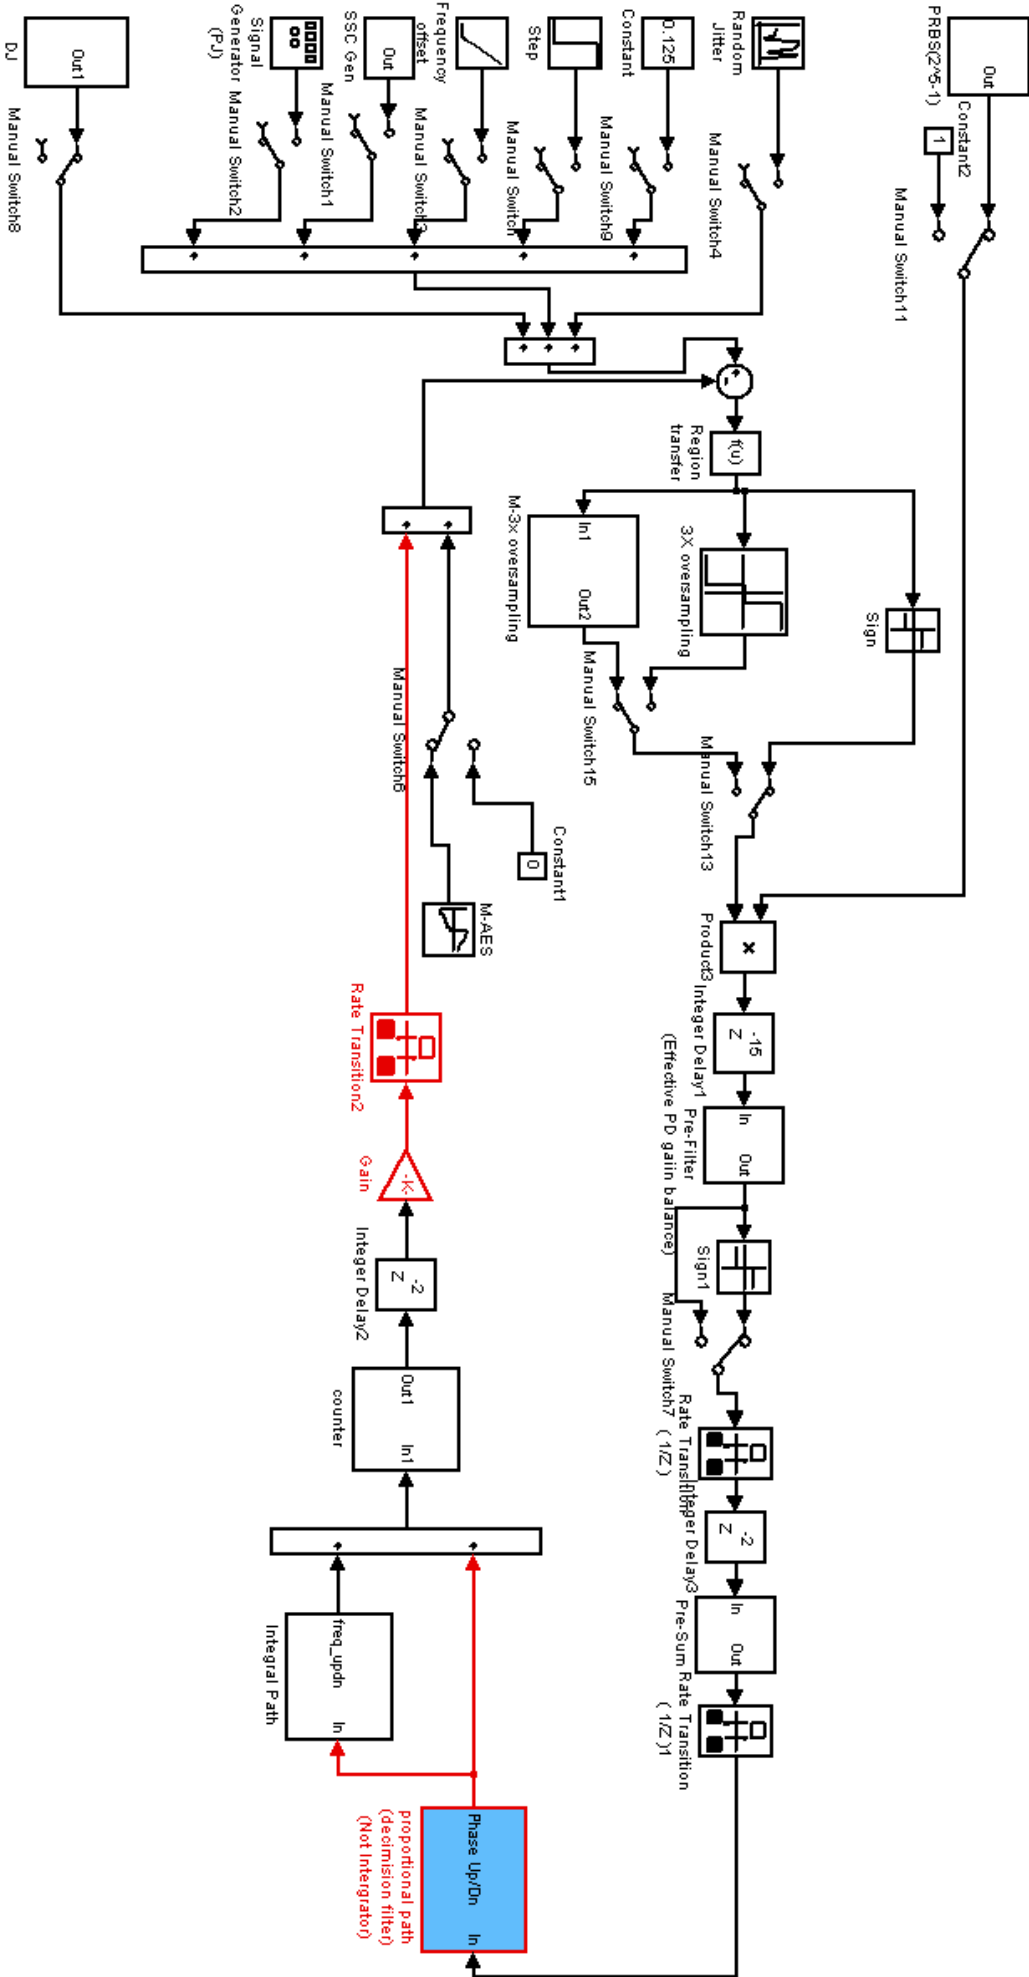 PRBS(2^5-1)
Out
Constant2
1
Manual Switch11
Random
Jitter
Manual Switch4
0.125
Constant
Manual Switch9
Step
Manual Switch
Frequency
offset
Manual Switch3
Out
SSC Gen
Manual Switch1
Signal
Generator
(PJ)
Manual Switch2
Out1
DJ
Manual Switch8
f(u)
Region
transfer
Sign
3X oversampling
In1
Out2
M-3x oversampling
Manual Switch15
Manual Switch13
×
Product3
-15
Z
Integer Delay1
In
Out
Pre-Filter
(Effective PD gaiin balance)
Sign1
Manual Switch7
Rate Transition
( 1/Z )
-2
Z
Integer Delay3
In
Out
Pre-Sum
Rate Transition
( 1/Z )1
Manual Switch6
0
Constant1
M-AES
Rate Transition2
-K-
Gain
-2
Z
Integer Delay2
Out1
In1
counter
freq_updn
In
Integral Path
Phase Up/Dn
In
proportional path
(decimision filter)
(Not Intergrator)